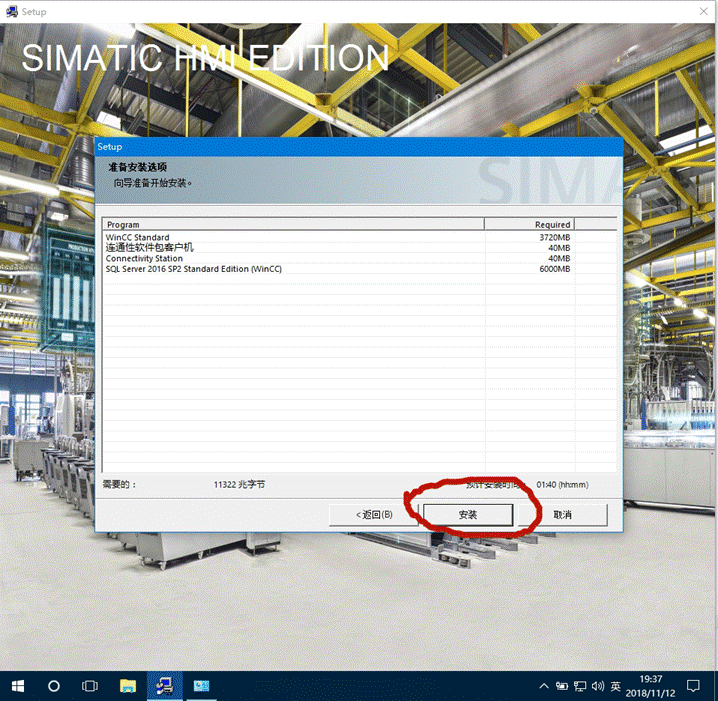 Setup
SIMATIC HMI EDITION
Setup
准备安装选项
向导准备开始安装。
SIMA
Program Required
WinCC Standard 3720MB
连通性软件包客户机 40MB
Connectivity Station 40MB
SQL Server 2016 SP2 Standard Edition (WinCC) 6000MB
需要的： 11322 兆字节 预计安装时间： 01:40 (hh:mm)
< 返回(B) 安装 取消
英
19:37
2018/11/12